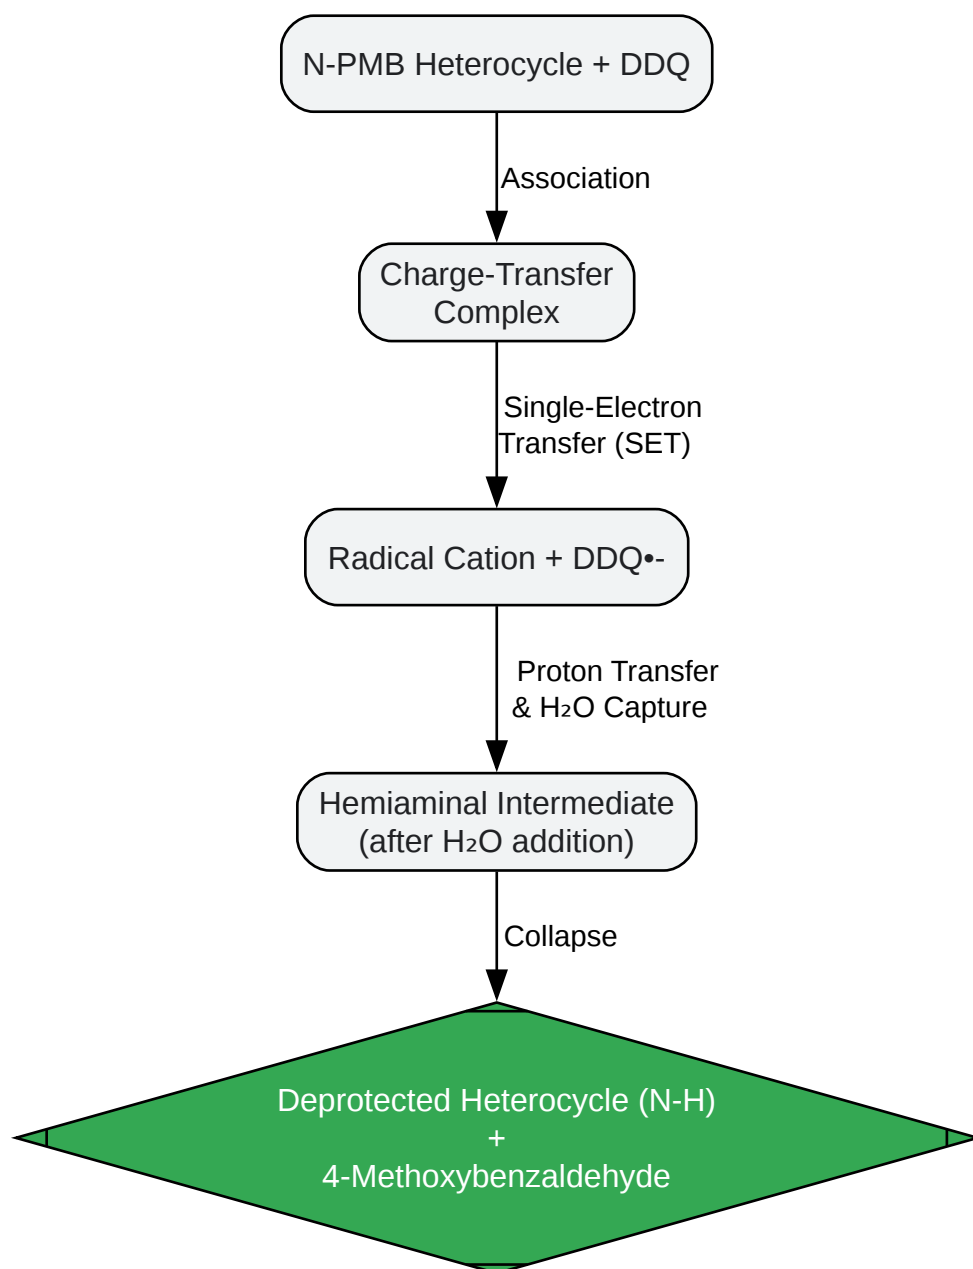 N-PMB Heterocycle + DDQ
Association
Charge-Transfer
Complex
Single-Electron
Transfer (SET)
Radical Cation + DDQ•-
Proton Transfer
& H₂O Capture
Hemiaminal Intermediate
(after H₂O addition)
Collapse
Deprotected Heterocycle (N-H)
+
4-Methoxybenzaldehyde